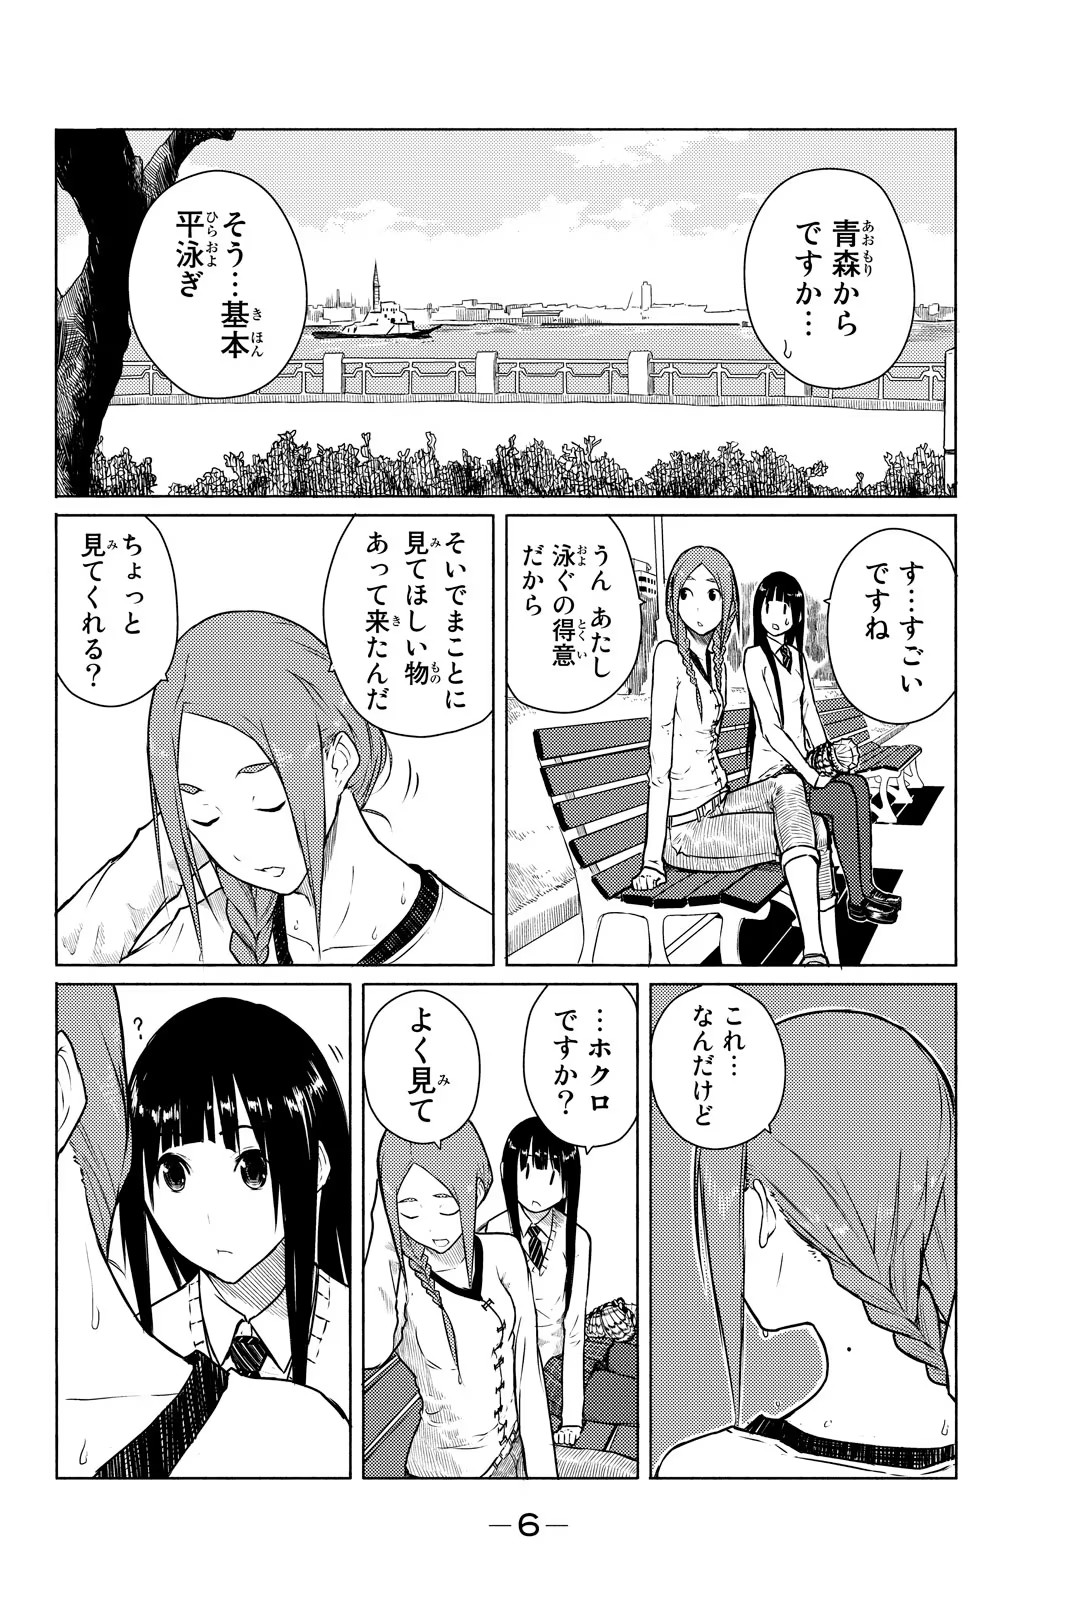 青森から
ですか…
そう…基本
平泳ぎ
す…すごい
ですね
うん あたし
泳ぐの得意
だから
そいでまことに
見てほしい物
あって来たんだ
ちょっと
見てくれる?
これ…
なんだけど
…ホクロ
ですか?
よく見て
?
—6—